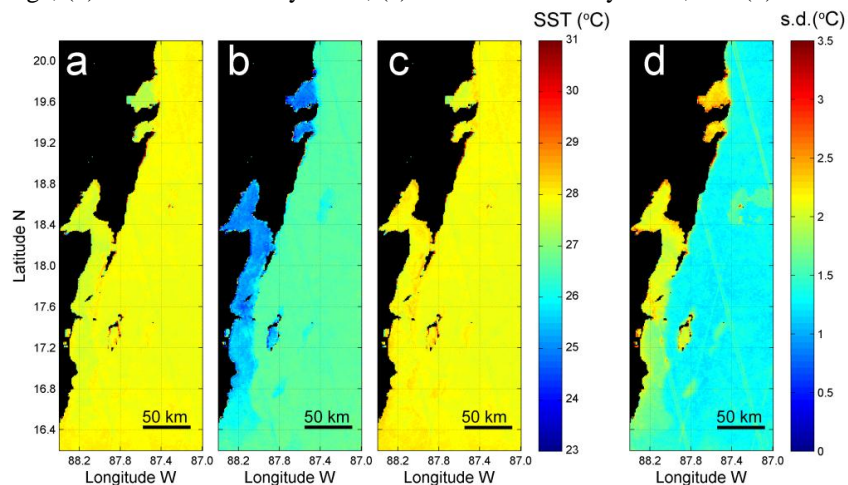 SST (°C)
s.d.(°C)
a
b
c
d
20.0
19.6
19.2
18.8
18.4
18.0
17.6
17.2
16.8
16.4
Latitude N
50 km
50 km
50 km
50 km
31
30
29
28
27
26
25
24
23
3.5
3
2.5
2
1.5
1
0.5
0
88.2 87.8 87.4 87.0
88.2 87.8 87.4 87.0
88.2 87.8 87.4 87.0
88.2 87.8 87.4 87.0
Longitude W
Longitude W
Longitude W
Longitude W